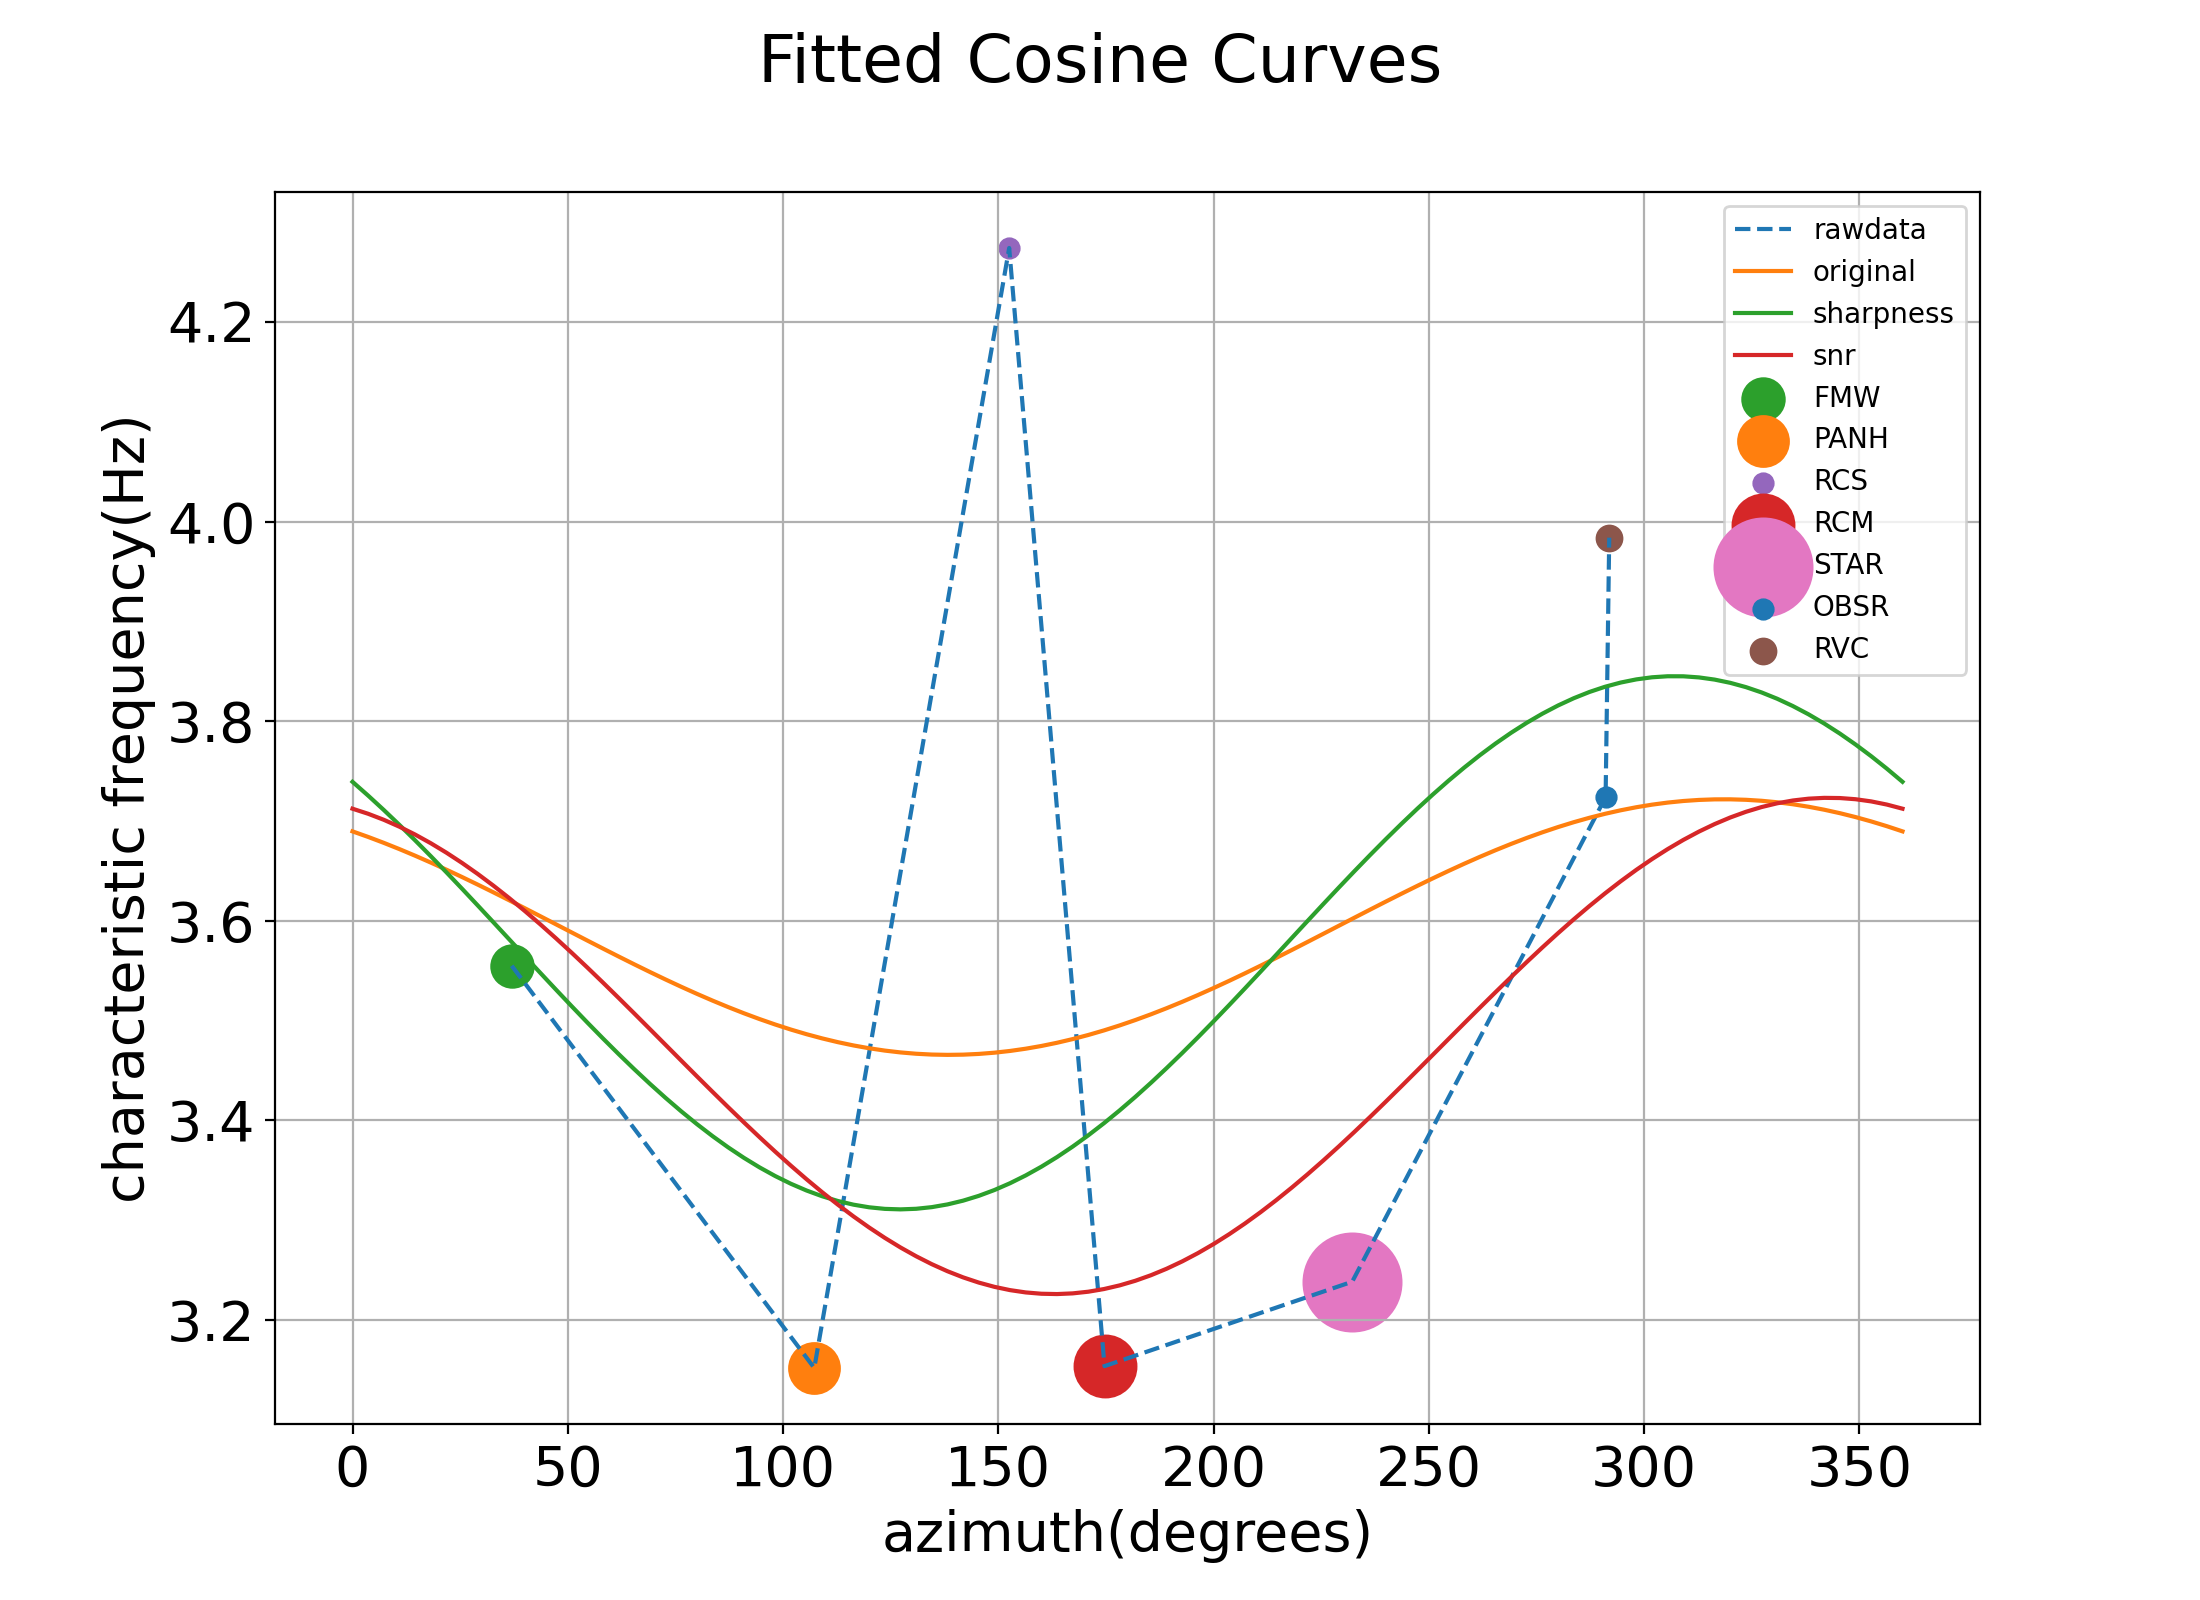 Fitted Cosine Curves
characteristic frequency(Hz)
4.2
4.0
3.8
3.6
3.4
3.2
rawdata
original
sharpness
snr
FMW
PANH
RCS
RCM
STAR
OBSR
RVC
0 50 100 150 200 250 300 350
azimuth(degrees)